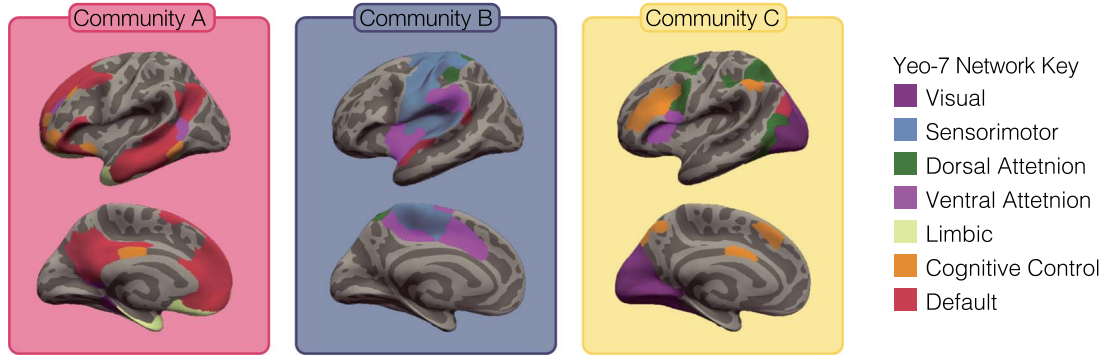 Community A
Community B
Community C
Yeo-7 Network Key
Visual
Sensorimotor
Dorsal Attetnion
Ventral Attetnion
Limbic
Cognitive Control
Default